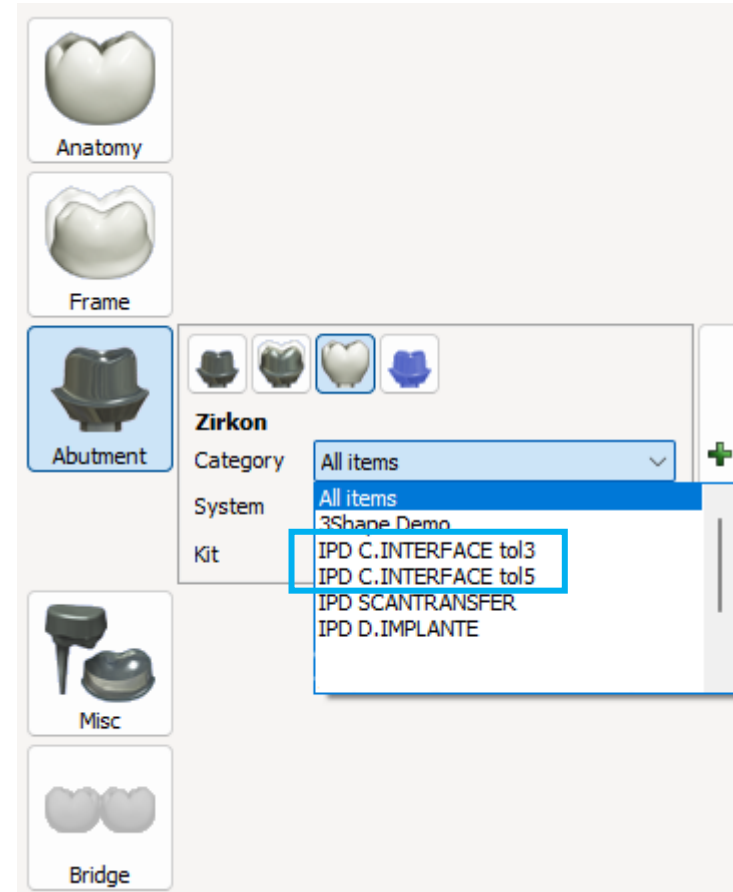 Anatomy
Frame
Abutment
Zirkon
Category All items
System
Kit
All items
3Shape Demo
IPD C.INTERFACE tol3
IPD C.INTERFACE tol5
IPD SCANTRANSFER
IPD D.IMPLANTE
Misc
Bridge